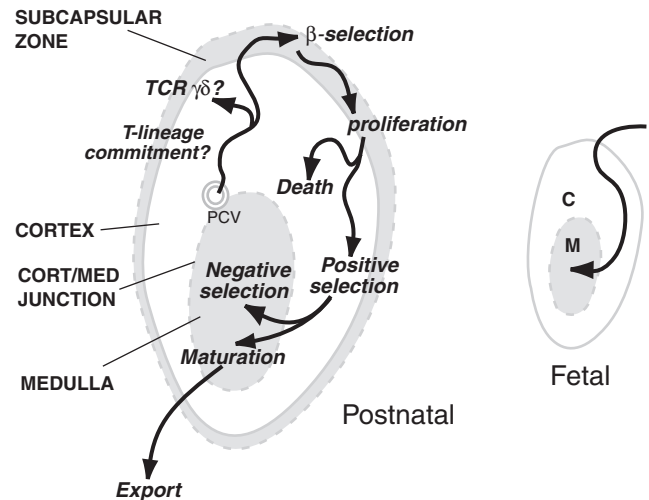 SUBCAPSULAR
ZONE
β-selection
TCR γδ?
T-lineage
commitment?
proliferation
Death
PCV
CORTEX
CORT/MED
JUNCTION
Negative
selection
Positive
selection
MEDULLA
Maturation
Postnatal
Export
C
M
Fetal